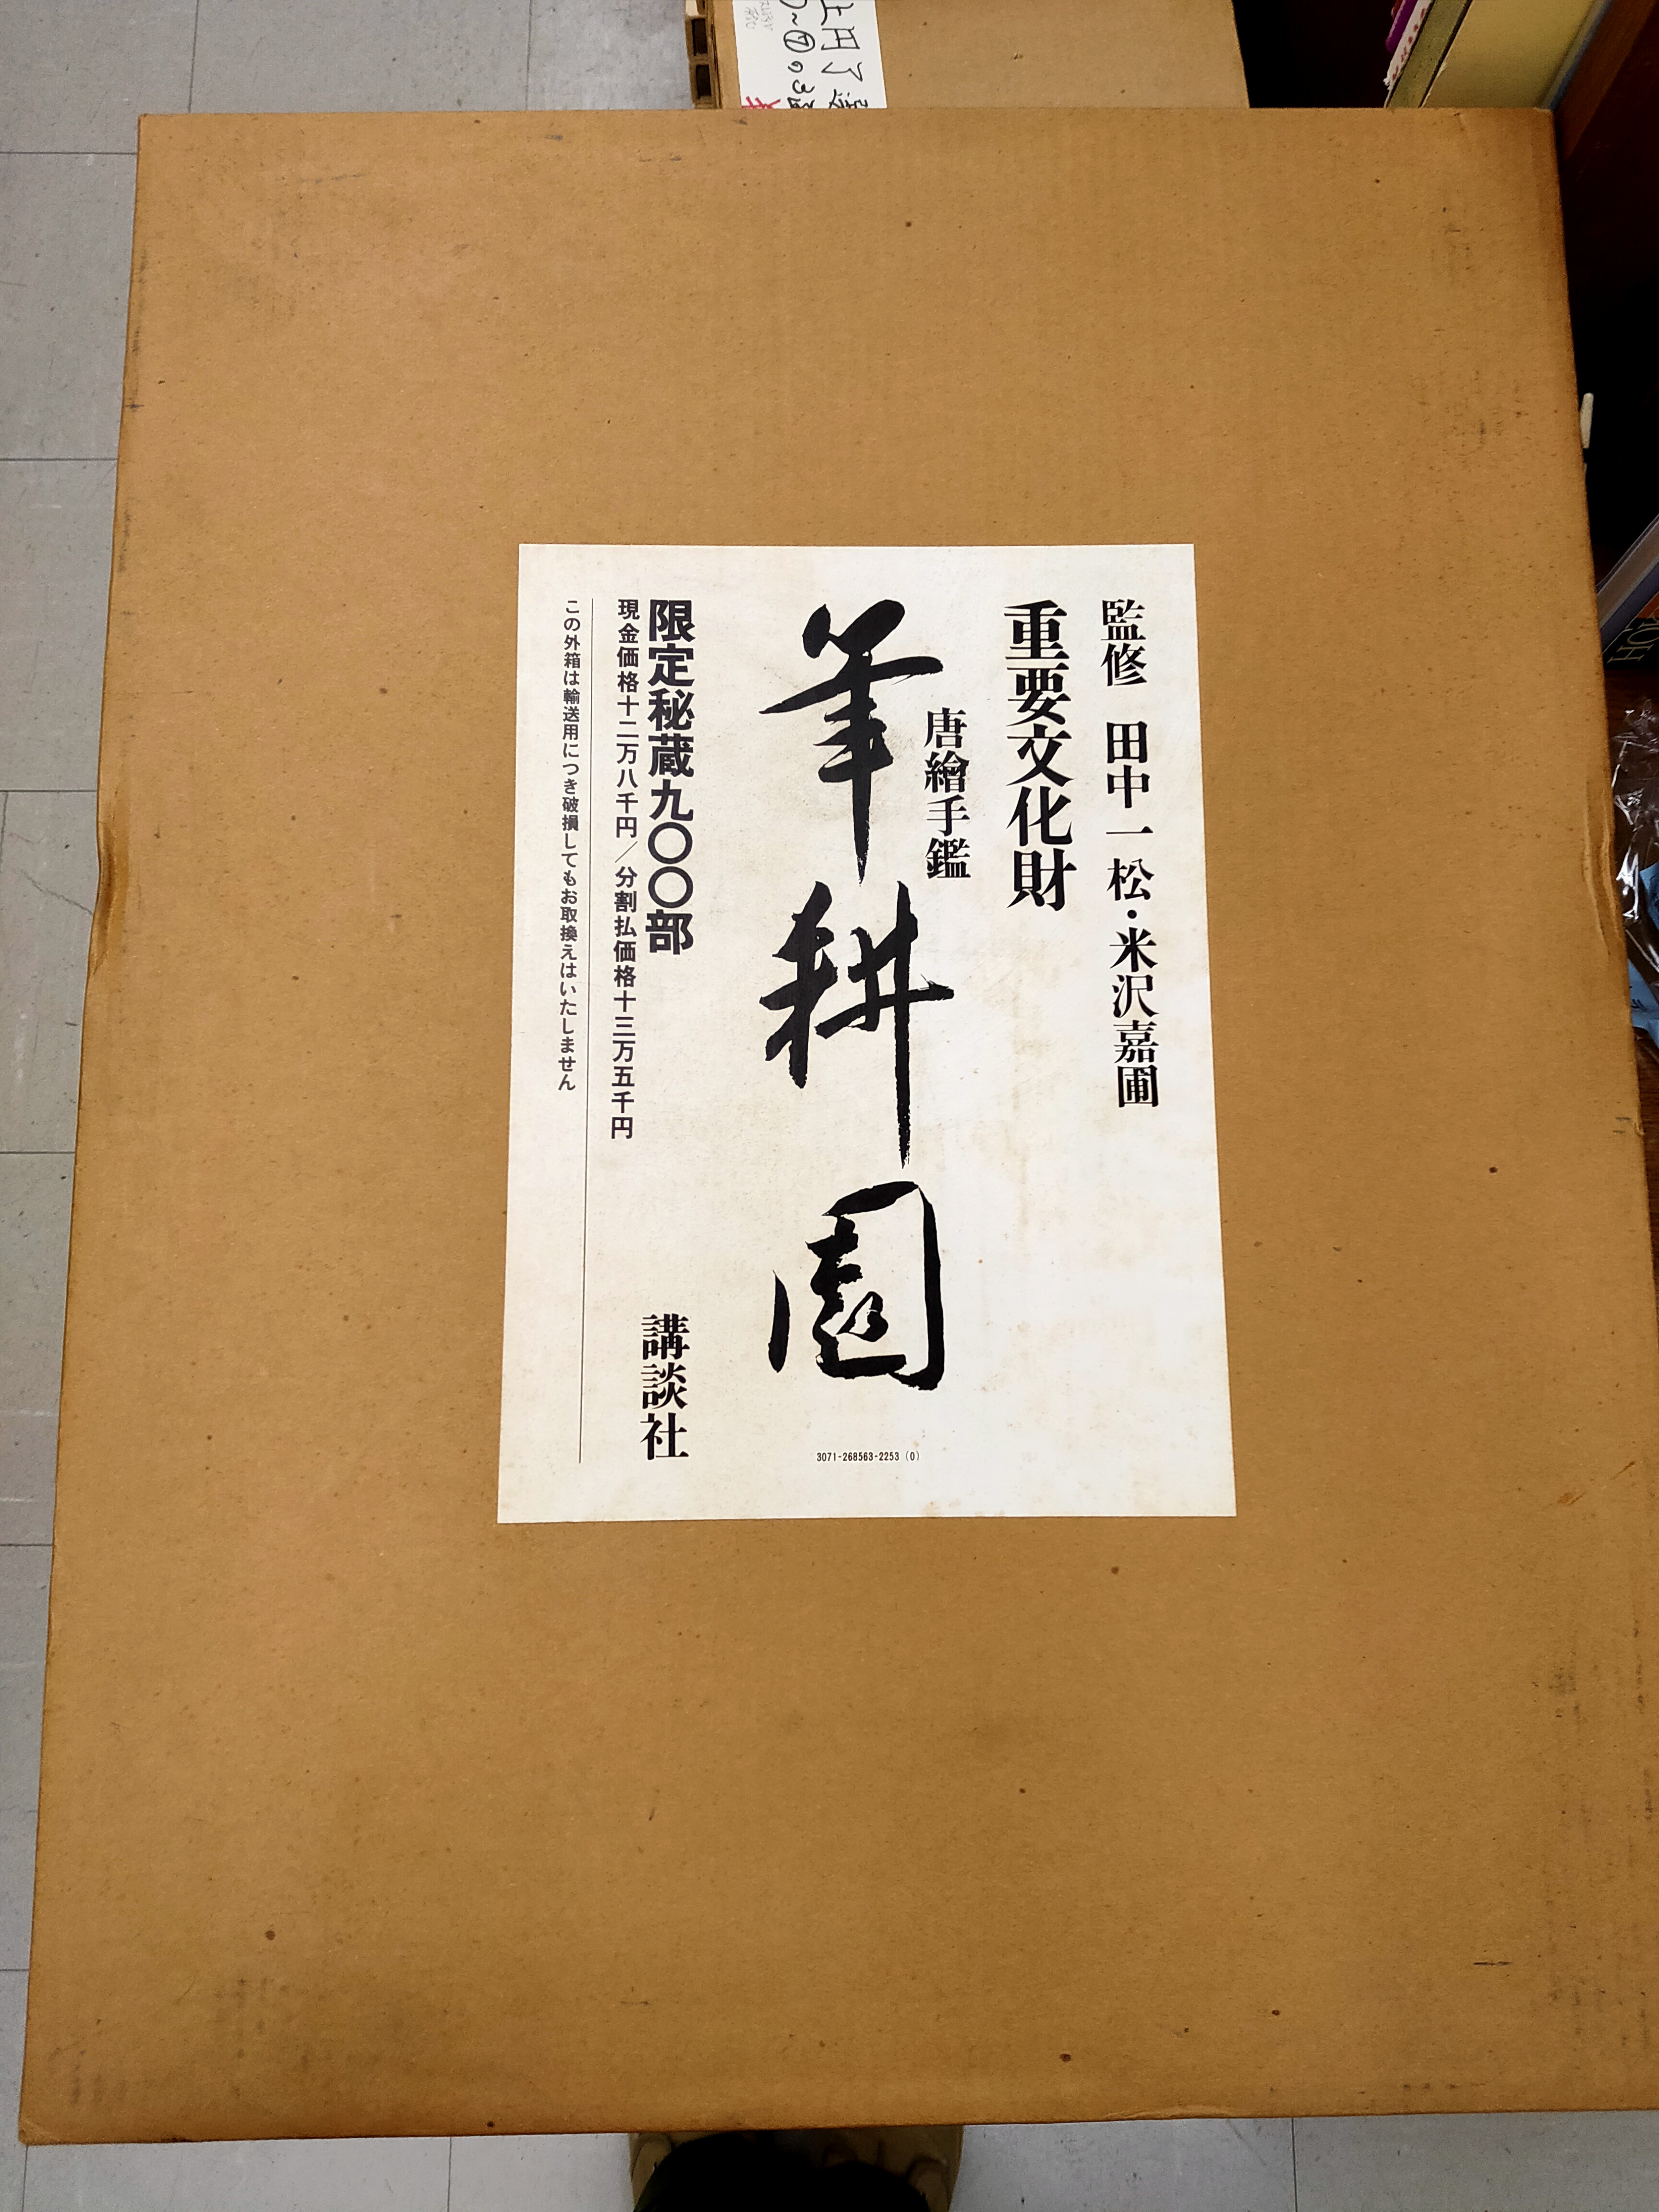 監修 田中一松・米沢嘉圃
重要文化財
唐繪手鑑
筆耕園
限定秘蔵九〇〇部
講談社
現金価格十二万八千円／分割払価格十三万五千円
この外箱は輸送用につき破損してもお取換えはいたしません
3071-268563-2253 (0)